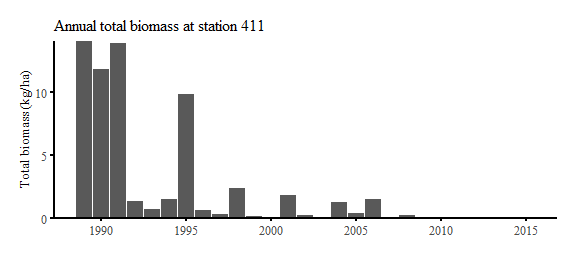 Annual total biomass at station 411
Total biomass (kg/ha)
10
5
0
1990 1995 2000 2005 2010 2015